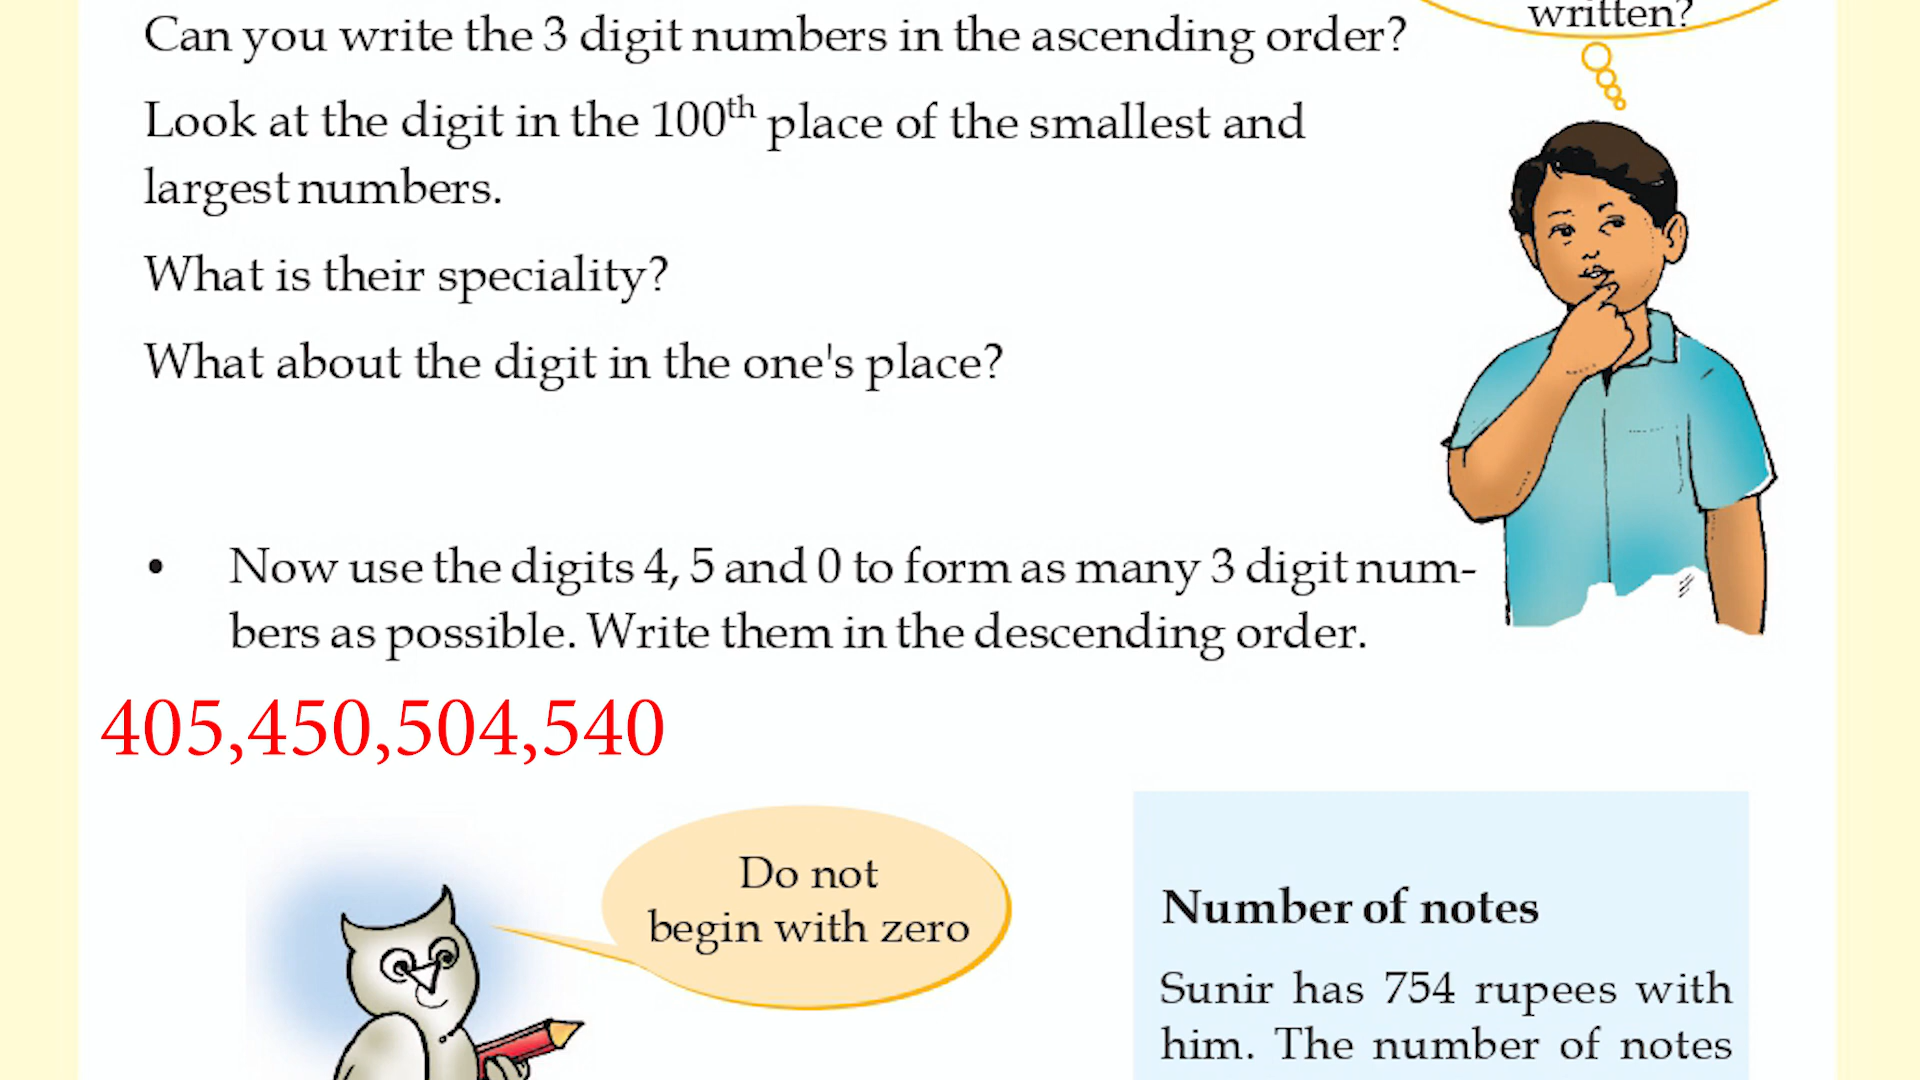 written?
Can you write the 3 digit numbers in the ascending order?
Look at the digit in the 100th place of the smallest and
largest numbers.
What is their speciality?
What about the digit in the one's place?
• Now use the digits 4, 5 and 0 to form as many 3 digit num-
bers as possible. Write them in the descending order.
405,450,504,540
Do not
begin with zero
Number of notes
Sunir has 754 rupees with
him. The number of notes